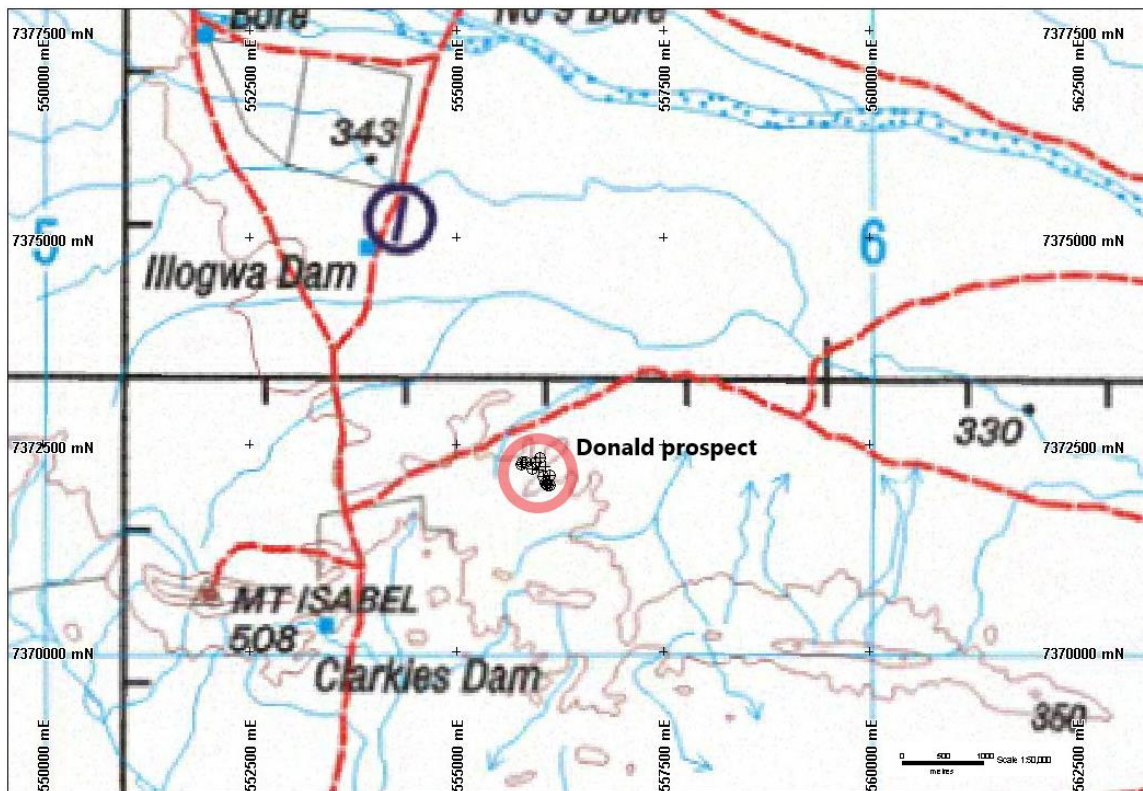 Bore
No 9 Bore
7377500 mN
7377500 mN
550000 mE
552500 mE
555000 mE
557500 mE
560000 mE
562500 mE
343
7375000 mN
5
6
7375000 mN
Illogwa Dam
330
7372500 mN
Donald prospect
7372500 mN
MT ISABEL
508
7370000 mN
7370000 mN
Clarkies Dam
350
550000 mE
552500 mE
555000 mE
557500 mE
560000 mE
562500 mE
0 500 1000 Scale 1:50,000
metres